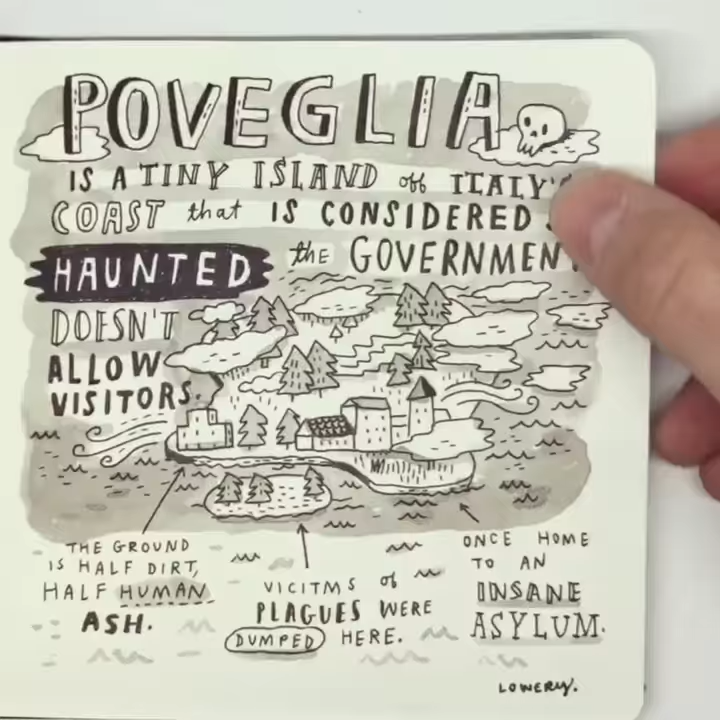 POVEGLIA
IS A TINY ISLAND off ITALY'S
COAST that IS CONSIDERED
HAUNTED the GOVERNMENT
DOESN'T
ALLOW
VISITORS.
THE GROUND
IS HALF DIRT,
HALF HUMAN
ASH.
VICITMS of
PLAGUES WERE
DUMPED HERE.
ONCE HOME
TO AN
INSANE
ASYLUM.
LOWERY.